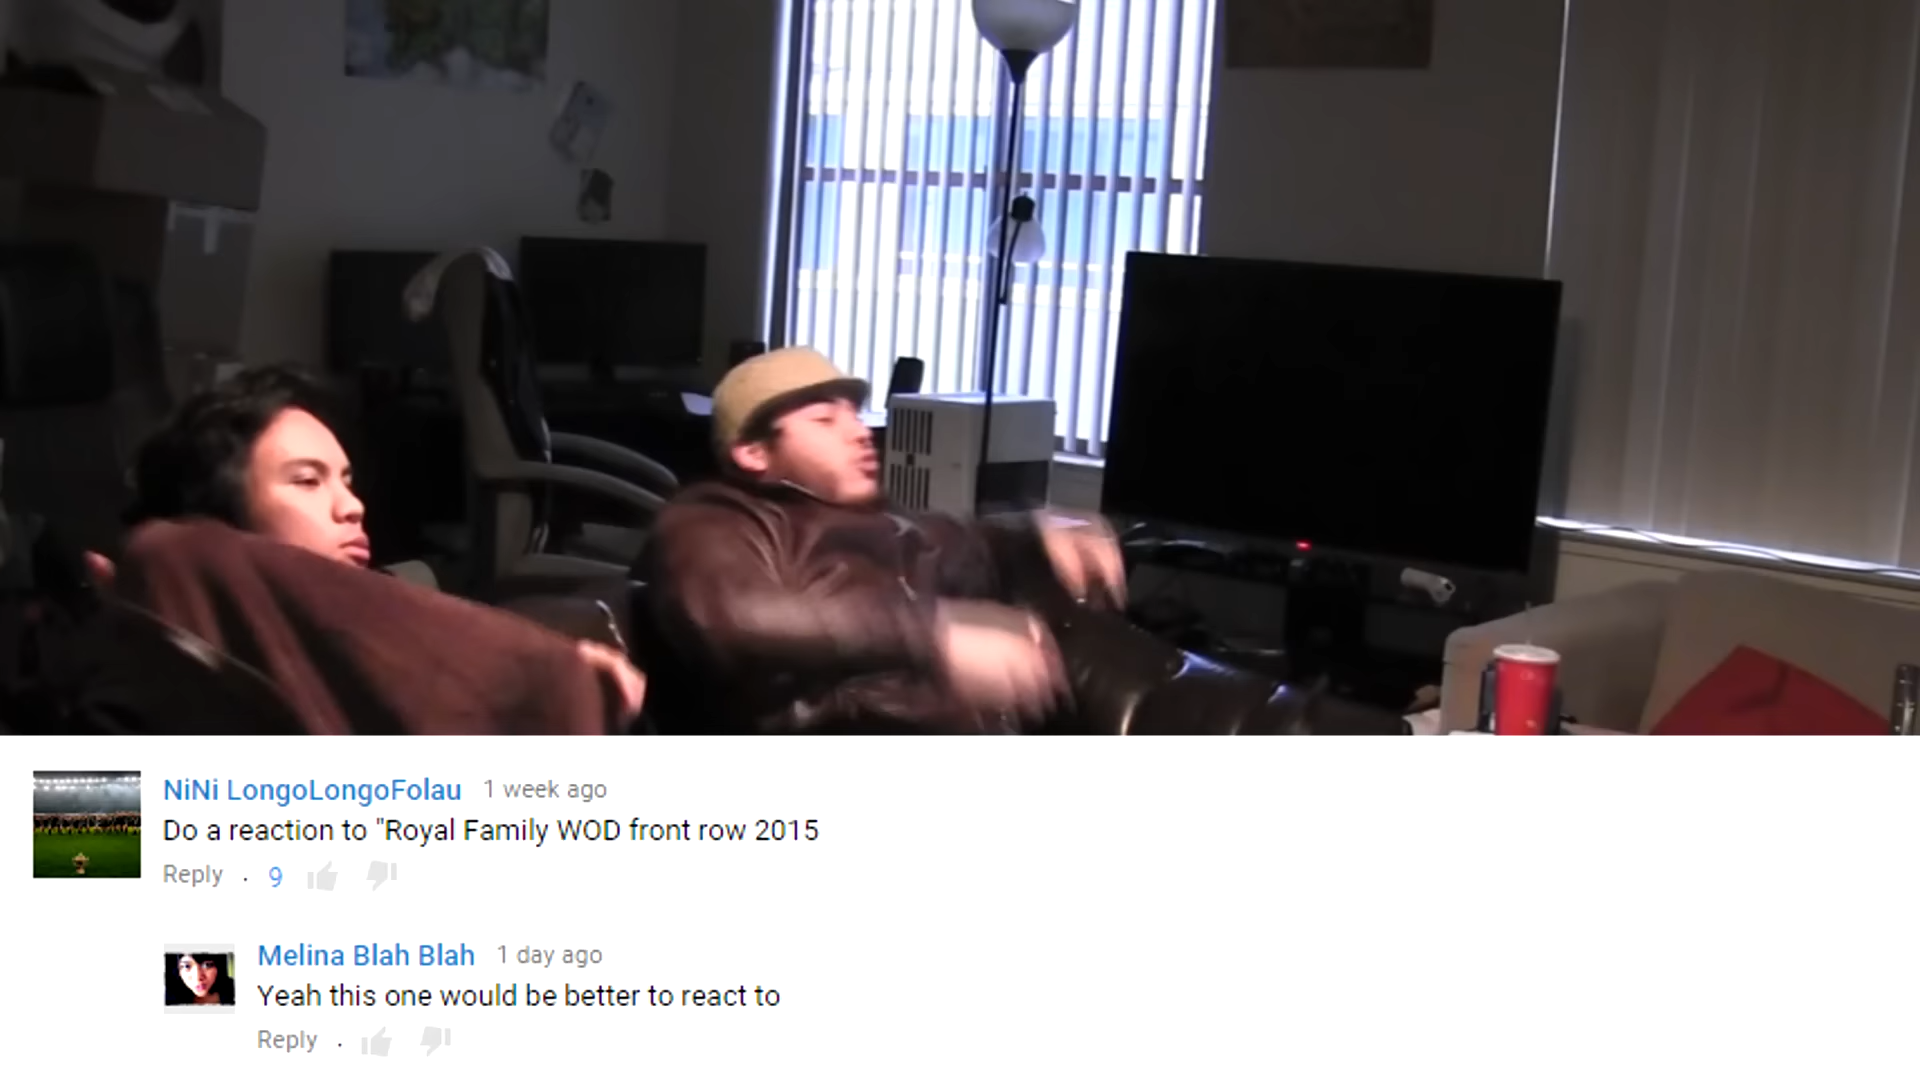 NiNi LongoLongoFolau 1 week ago
Do a reaction to "Royal Family WOD front row 2015
Reply . 9
Melina Blah Blah 1 day ago
Yeah this one would be better to react to
Reply .